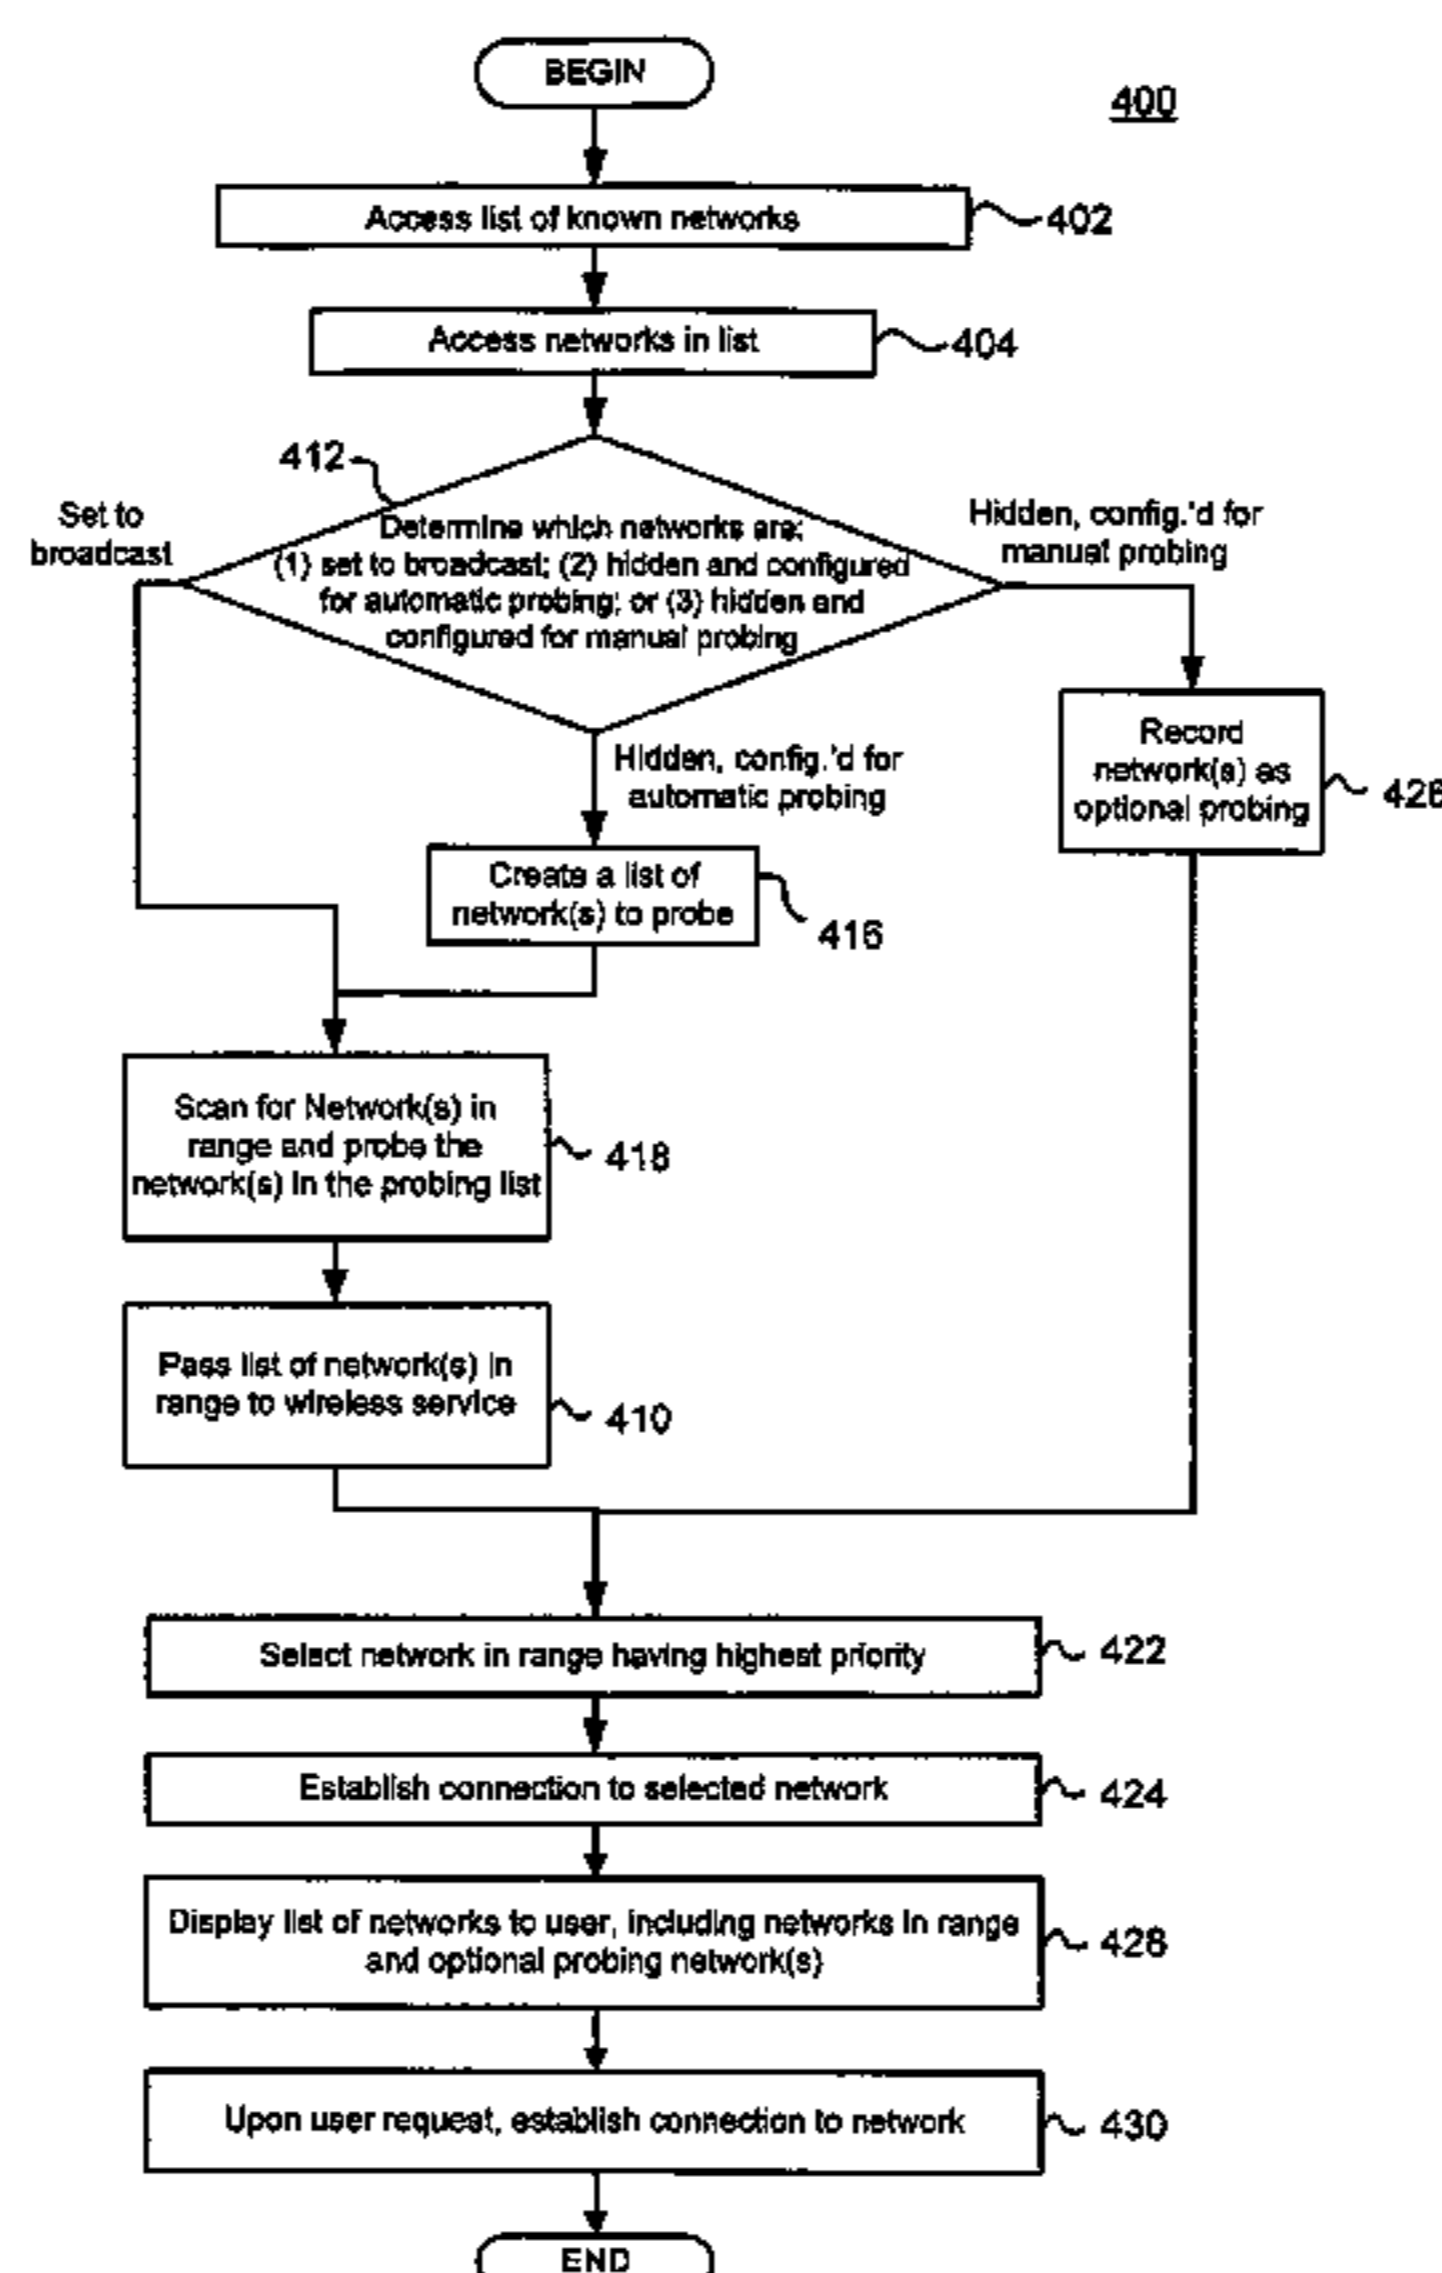 BEGIN
400
Access list of known networks
402
Access networks in list
404
412
Set to
broadcast
Determine which networks are:
(1) set to broadcast; (2) hidden and configured
for automatic probing; or (3) hidden and
configured for manual probing
Hidden, config.'d for
manual probing
Hidden, config.'d for
automatic probing
Record
network(s) as
optional probing
426
Create a list of
network(s) to probe
416
Scan for Network(s) in
range and probe the
network(s) in the probing list
418
Pass list of network(s) in
range to wireless service
410
Select network in range having highest priority
422
Establish connection to selected network
424
Display list of networks to user, including networks in range
and optional probing network(s)
428
Upon user request, establish connection to network
430
END